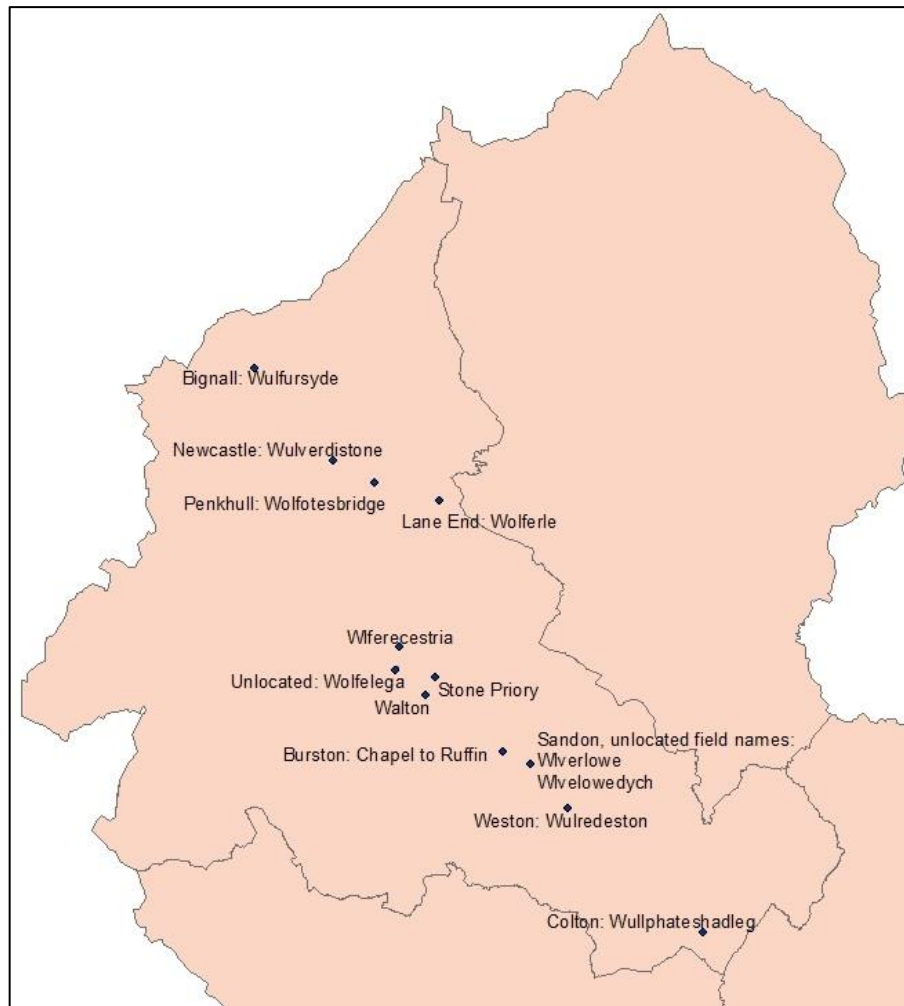 Bignall: Wulfursyde
Newcastle: Wulverdistone
Penkhull: Wolfotesbridge
Lane End: Wolferle
Wlferecestria
Unlocated: Wolfelega
Stone Priory
Walton
Burston: Chapel to Ruffin
Sandon, unlocated field names:
Wlverlowe
Wlvelowedych
Weston: Wulredeston
Colton: Wullphateshadleg